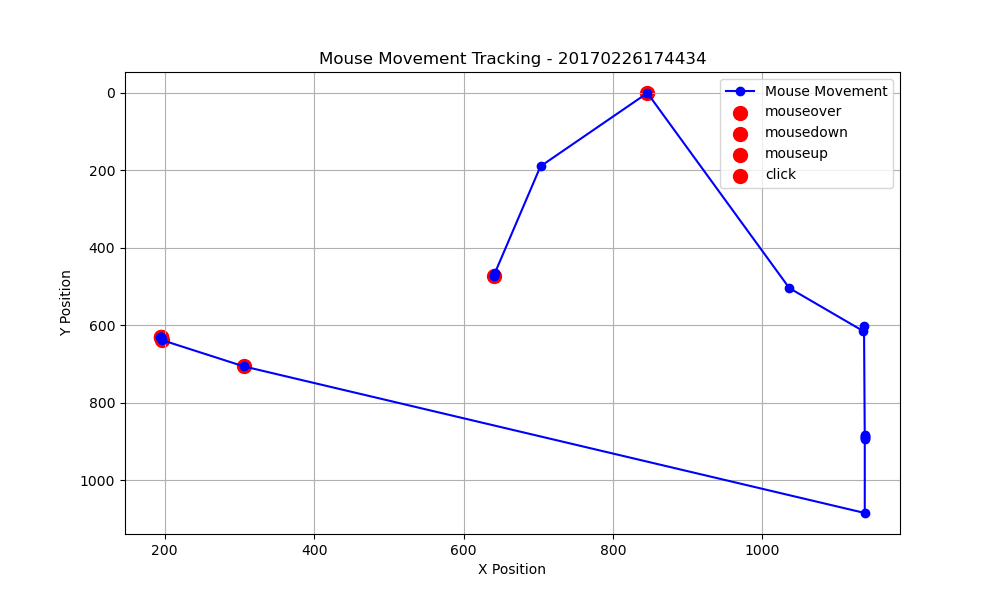 Mouse Movement Tracking - 20170226174434
Mouse Movement
mouseover
mousedown
mouseup
click
Y Position
0
200
400
600
800
1000
200 400 600 800 1000
X Position